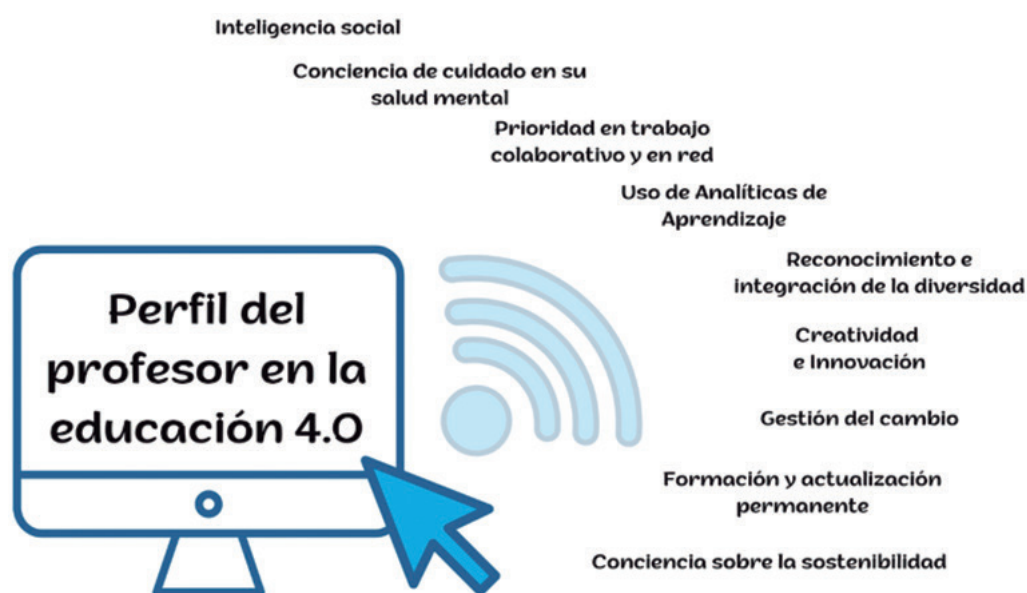 Inteligencia social
Conciencia de cuidado en su
salud mental
Prioridad en trabajo
colaborativo y en red
Uso de Analíticas de
Aprendizaje
Reconocimiento e
integración de la diversidad
Creatividad
e Innovación
Gestión del cambio
Formación y actualización
permanente
Conciencia sobre la sostenibilidad
Perfil del
profesor en la
educación 4.0